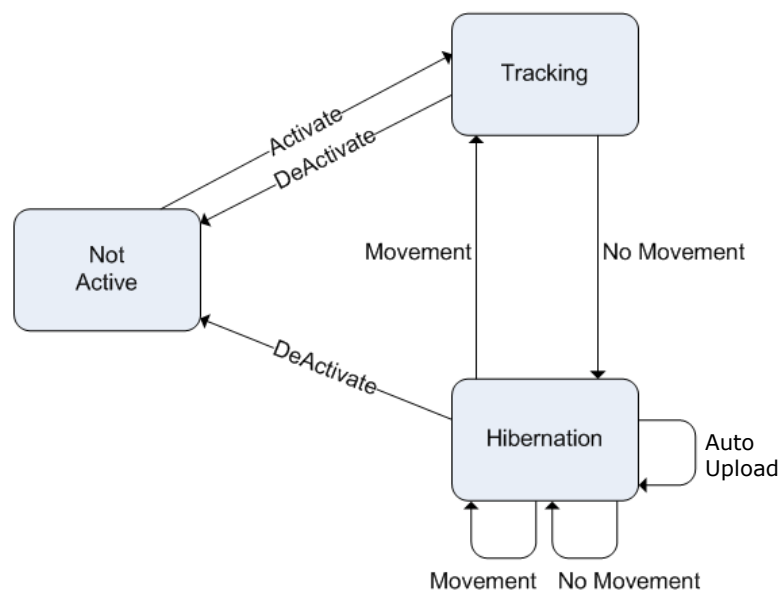 Tracking
Activate
DeActivate
Not
Active
Movement
No Movement
DeActivate
Hibernation
Auto
Upload
Movement
No Movement